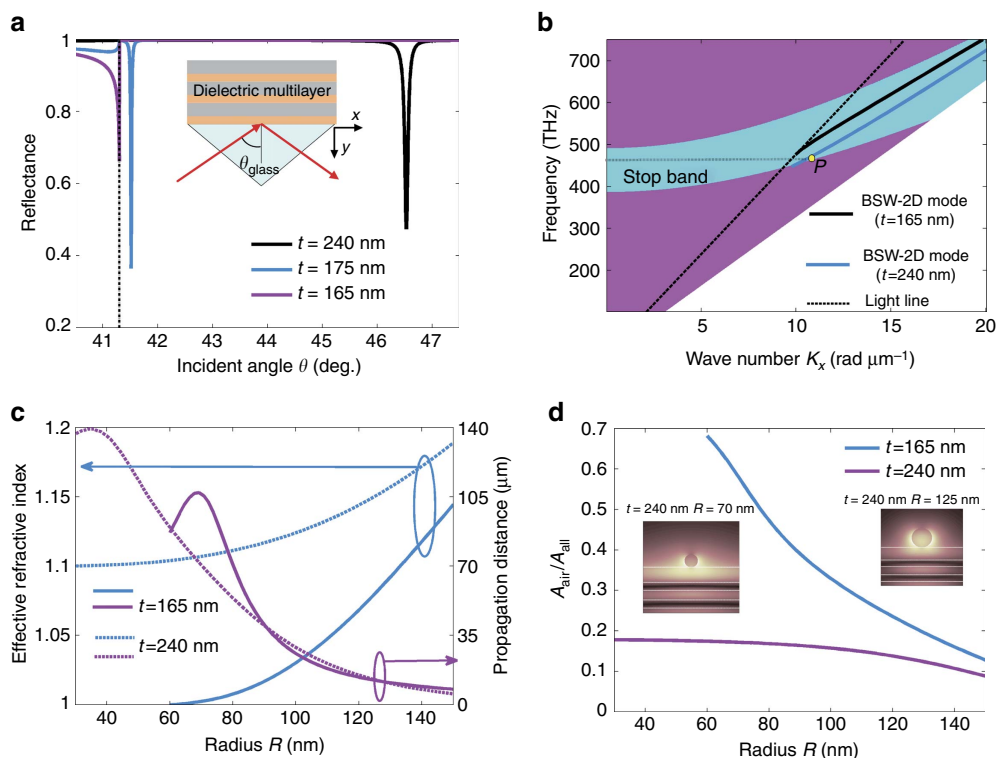 a
1
0.8
0.6
0.4
0.2
Reflectance
Dielectric multilayer
x
y
θglass
t = 240 nm
t = 175 nm
t = 165 nm
41 42 43 44 45 46 47
Incident angle θ (deg.)
b
700
600
500
400
300
200
Frequency (THz)
Stop band
P
BSW-2D mode
(t=165 nm)
BSW-2D mode
(t=240 nm)
Light line
5 10 15 20
Wave number Kx (rad μm⁻¹)
c
1.2
1.15
1.1
1.05
1
Effective refractive index
t=165 nm
t=240 nm
140
105
70
35
0
Propagation distance (μm)
40 60 80 100 120 140
Radius R (nm)
d
0.7
0.6
0.5
0.4
0.3
0.2
0.1
0
Aair/Aall
t=165 nm
t=240 nm
t = 240 nm R = 70 nm
t = 240 nm R = 125 nm
40 60 80 100 120 140
Radius R (nm)